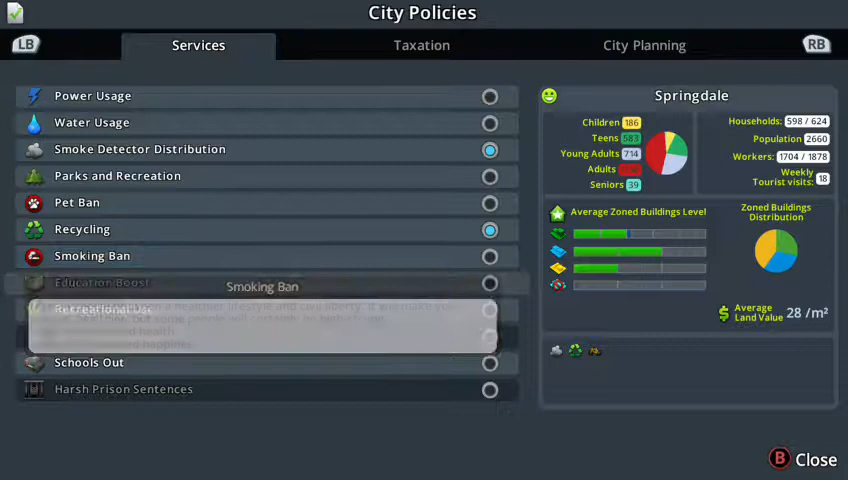 City Policies
LB
Services
Taxation
City Planning
RB
Power Usage
Water Usage
Smoke Detector Distribution
Parks and Recreation
Pet Ban
Recycling
Smoking Ban
Education Boost
Smoking Ban
Recreational Use
Schools Out
Harsh Prison Sentences
Springdale
Children 186
Teens 583
Young Adults 714
Adults
Seniors 39
Households: 598 / 624
Population 2660
Workers: 1704 / 1878
Weekly
Tourist visits: 18
Average Zoned Buildings Level
Zoned Buildings
Distribution
Average
Land Value 28 /m²
B Close